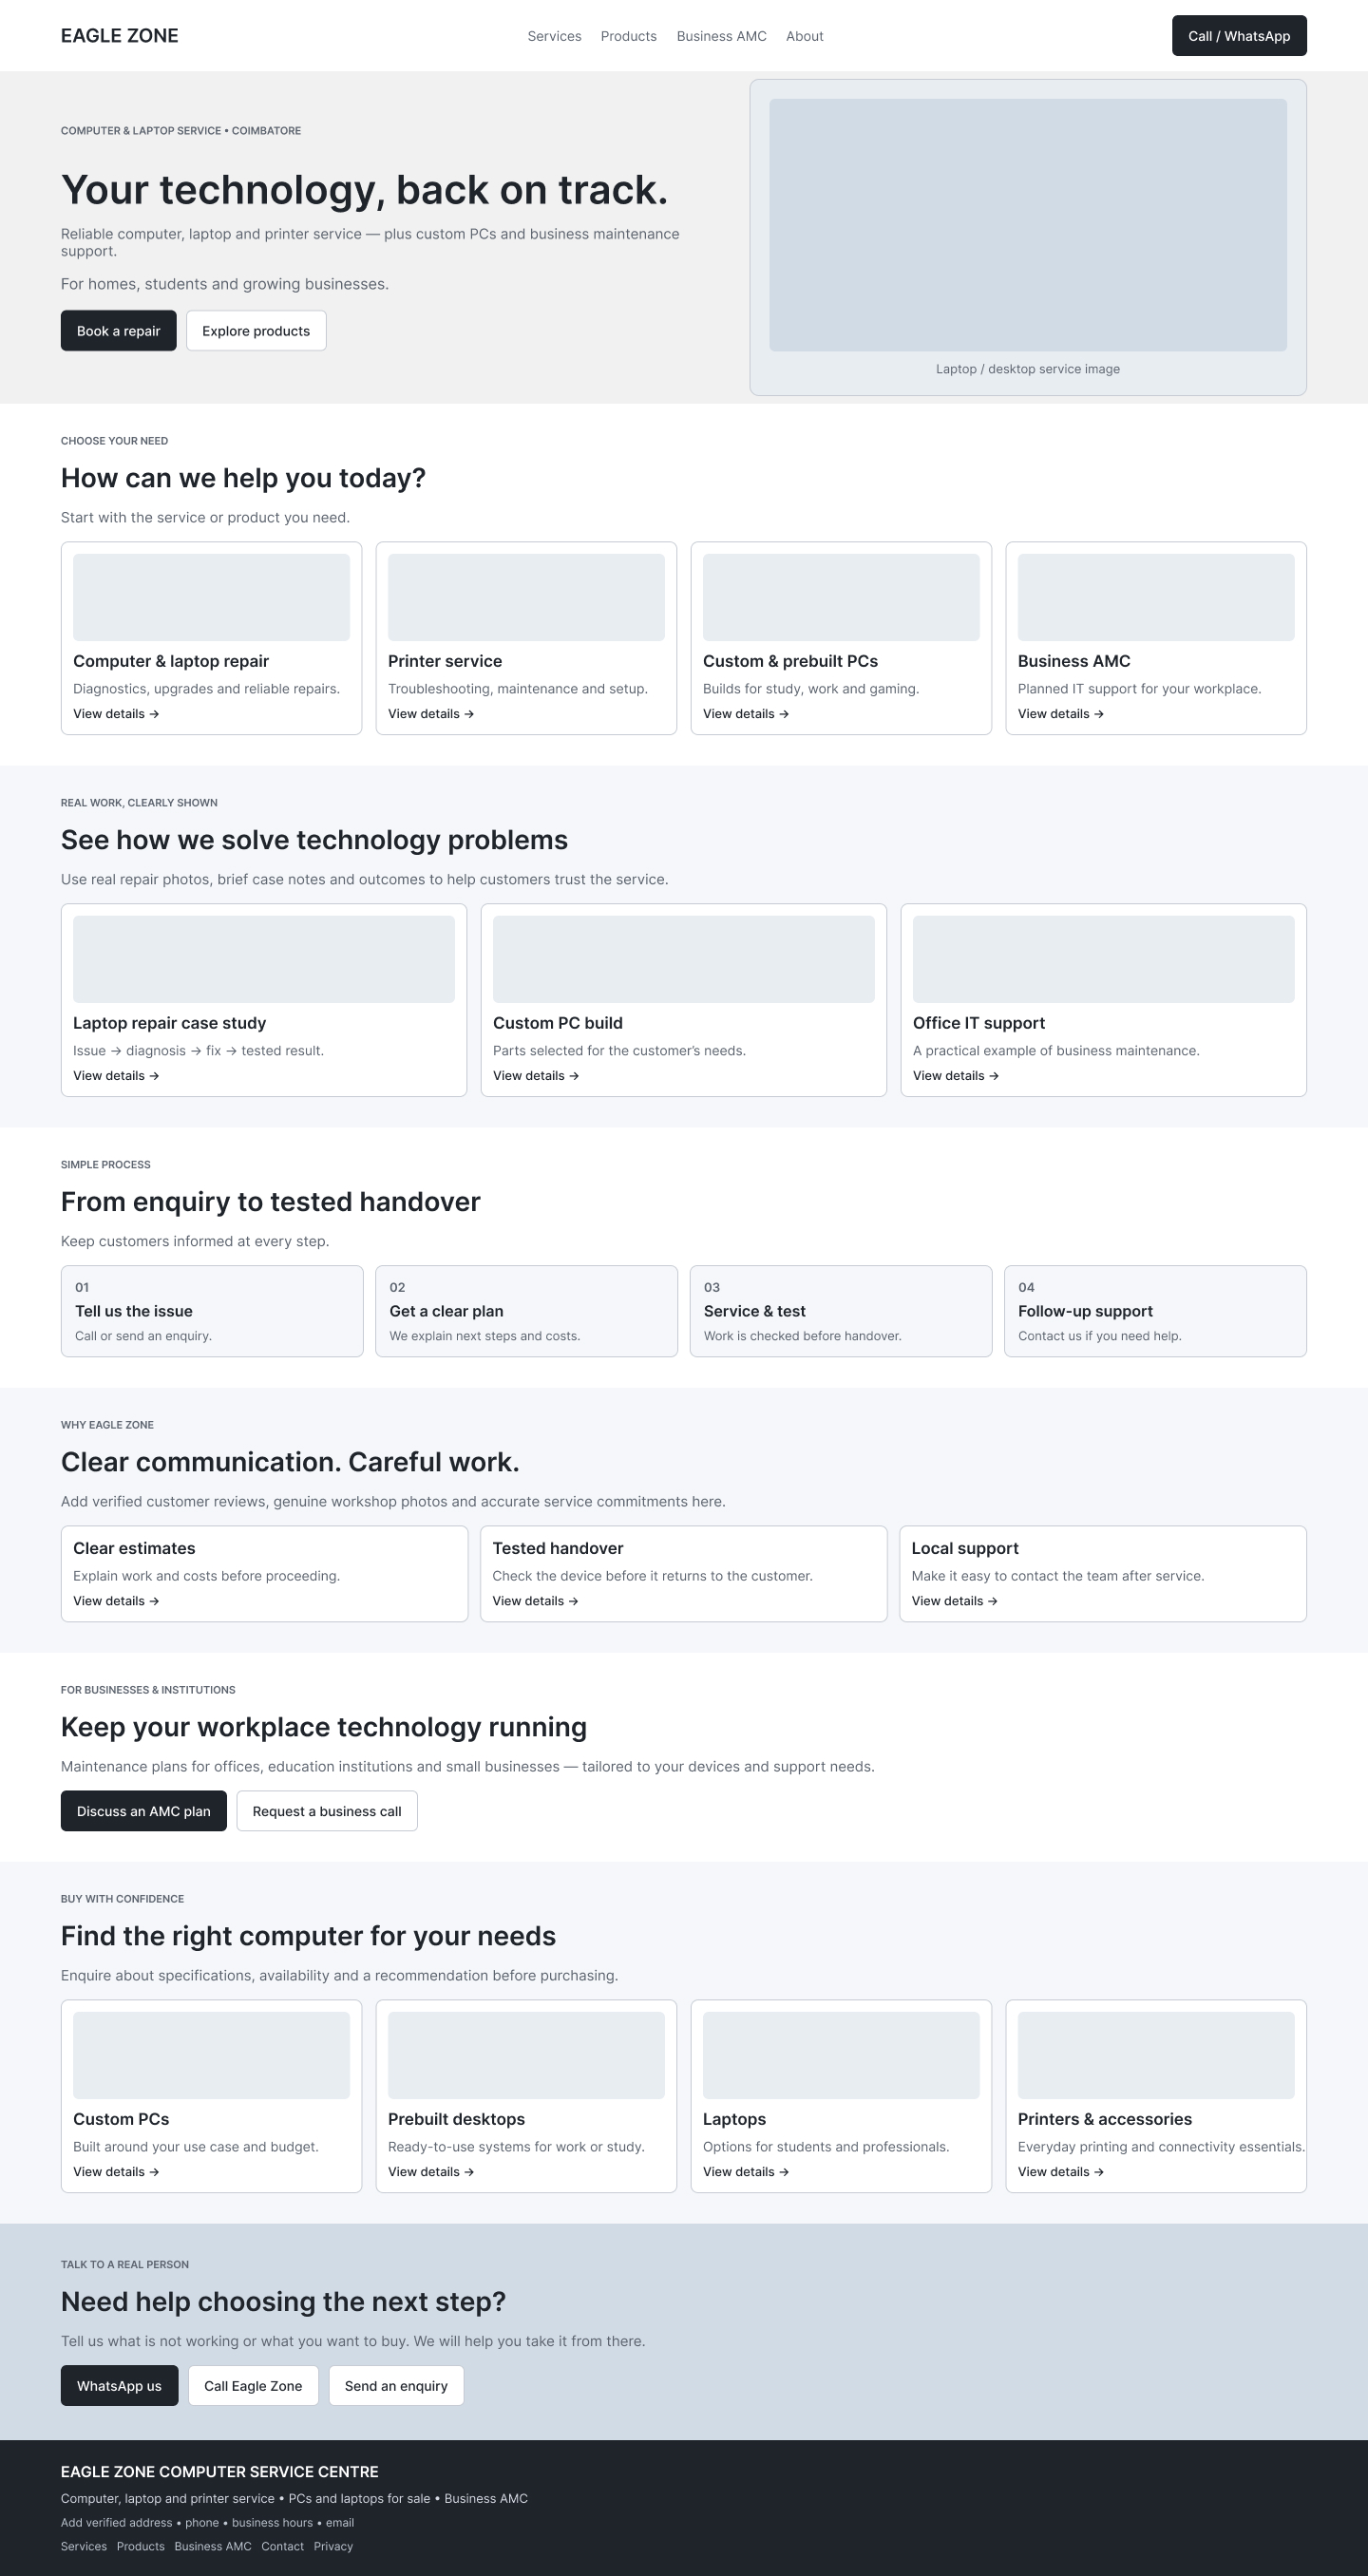 EAGLE ZONE
Services Products Business AMC About
Call / WhatsApp
COMPUTER & LAPTOP SERVICE • COIMBATORE
Your technology, back on track.
Reliable computer, laptop and printer service — plus custom PCs and business maintenance
support.
For homes, students and growing businesses.
Book a repair
Explore products
Laptop / desktop service image
CHOOSE YOUR NEED
How can we help you today?
Start with the service or product you need.
Computer & laptop repair
Diagnostics, upgrades and reliable repairs.
View details →
Printer service
Troubleshooting, maintenance and setup.
View details →
Custom & prebuilt PCs
Builds for study, work and gaming.
View details →
Business AMC
Planned IT support for your workplace.
View details →
REAL WORK, CLEARLY SHOWN
See how we solve technology problems
Use real repair photos, brief case notes and outcomes to help customers trust the service.
Laptop repair case study
Issue → diagnosis → fix → tested result.
View details →
Custom PC build
Parts selected for the customer’s needs.
View details →
Office IT support
A practical example of business maintenance.
View details →
SIMPLE PROCESS
From enquiry to tested handover
Keep customers informed at every step.
01
Tell us the issue
Call or send an enquiry.
02
Get a clear plan
We explain next steps and costs.
03
Service & test
Work is checked before handover.
04
Follow-up support
Contact us if you need help.
WHY EAGLE ZONE
Clear communication. Careful work.
Add verified customer reviews, genuine workshop photos and accurate service commitments here.
Clear estimates
Explain work and costs before proceeding.
View details →
Tested handover
Check the device before it returns to the customer.
View details →
Local support
Make it easy to contact the team after service.
View details →
FOR BUSINESSES & INSTITUTIONS
Keep your workplace technology running
Maintenance plans for offices, education institutions and small businesses — tailored to your devices and support needs.
Discuss an AMC plan
Request a business call
BUY WITH CONFIDENCE
Find the right computer for your needs
Enquire about specifications, availability and a recommendation before purchasing.
Custom PCs
Built around your use case and budget.
View details →
Prebuilt desktops
Ready-to-use systems for work or study.
View details →
Laptops
Options for students and professionals.
View details →
Printers & accessories
Everyday printing and connectivity essentials.
View details →
TALK TO A REAL PERSON
Need help choosing the next step?
Tell us what is not working or what you want to buy. We will help you take it from there.
WhatsApp us
Call Eagle Zone
Send an enquiry
EAGLE ZONE COMPUTER SERVICE CENTRE
Computer, laptop and printer service • PCs and laptops for sale • Business AMC
Add verified address • phone • business hours • email
Services Products Business AMC Contact Privacy